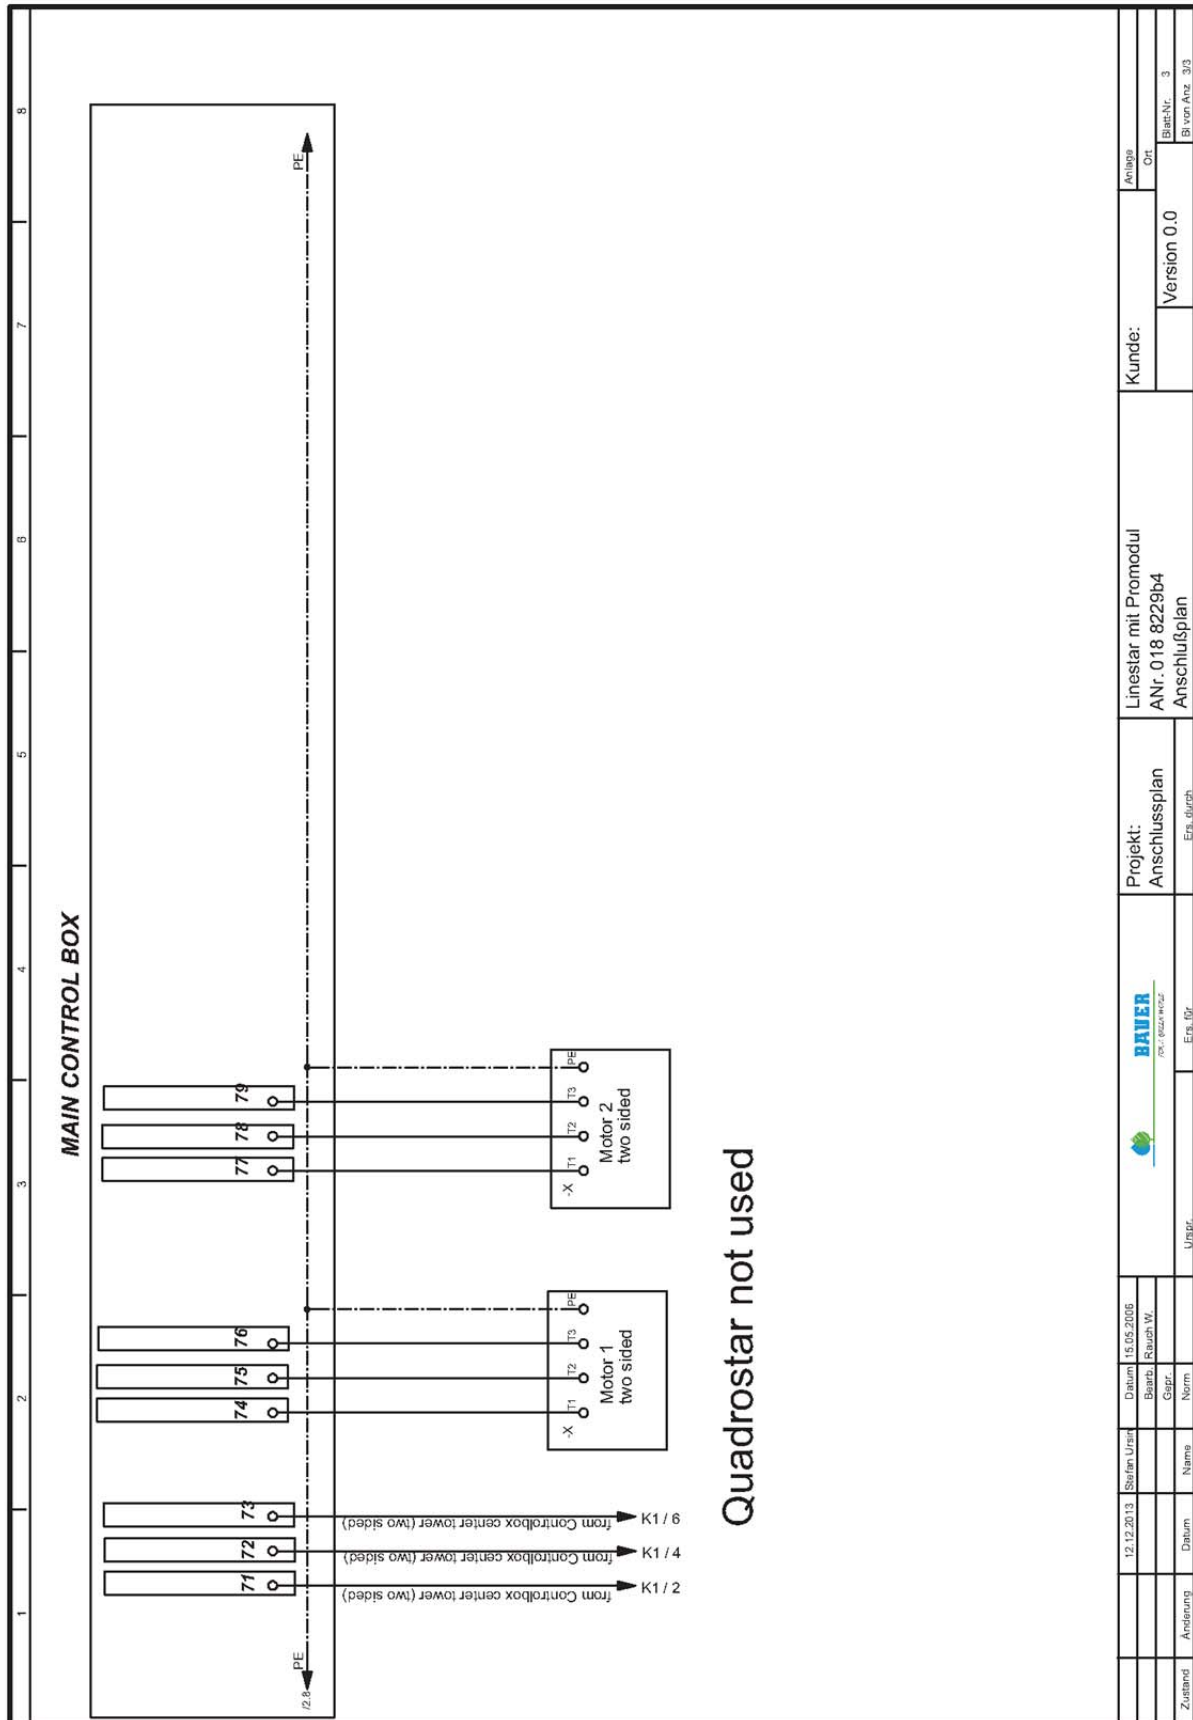 1 2 3 4 5 6 7 8
MAIN CONTROL BOX
71 72 73 74 75 76 77 78 79
/2.8
PE
PE
from Controlbox center tower (two sided)
from Controlbox center tower (two sided)
from Controlbox center tower (two sided)
K1 / 2
K1 / 4
K1 / 6
-X T1 T2 T3 PE
Motor 1
two sided
-X T1 T2 T3 PE
Motor 2
two sided
Quadrostar not used
12.12.2013 Stefan Ursin
Zustand Änderung Datum Name
Datum 15.05.2006
Bearb. Rauch W.
Gepr.
Norm
Urspr. Ers. für Ers. durch
BAUER
Projekt:
Anschlussplan
Linestar mit Promodul
ANr. 018 8229b4
Anschlußplan
Kunde:
Version 0.0
Anlage
Ort
Blatt-Nr. 3
Bl von Anz 3/3